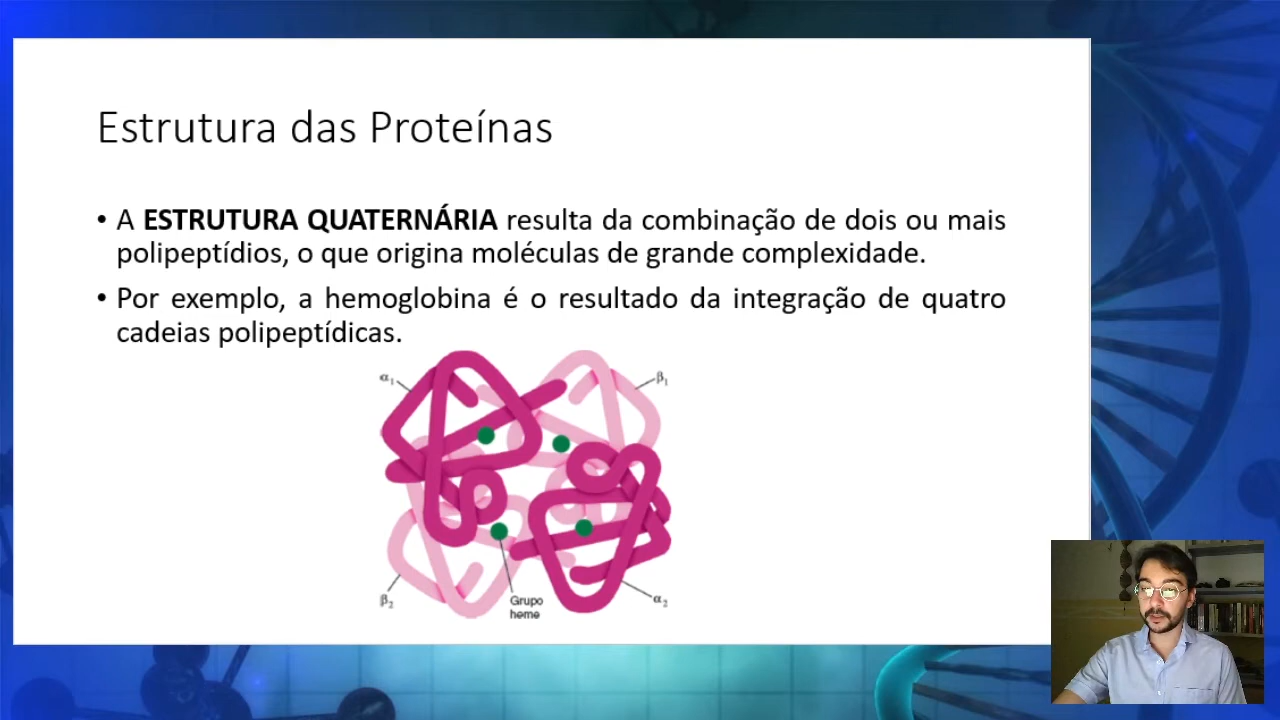 Estrutura das Proteínas
• A ESTRUTURA QUATERNÁRIA resulta da combinação de dois ou mais
polipeptídios, o que origina moléculas de grande complexidade.
• Por exemplo, a hemoglobina é o resultado da integração de quatro
cadeias polipeptídicas.
α₁
β₁
β₂
Grupo
heme
α₂